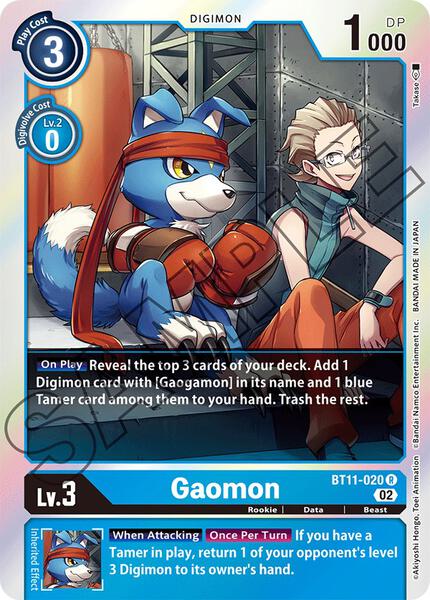 Play Cost
3
DIGIMON
DP
1000
Digivolve Cost
Lv.2
0
Takase
SAMPLE
On Play Reveal the top 3 cards of your deck. Add 1
Digimon card with [Gaogamon] in its name and 1 blue
Tamer card among them to your hand. Trash the rest.
Lv.3
Gaomon
BT11-020 R
02
Rookie | Data | Beast
Inherited Effect
When Attacking Once Per Turn If you have a
Tamer in play, return 1 of your opponent's level
3 Digimon to its owner's hand.
©Akiyoshi Hongo, Toei Animation ©Bandai Namco Entertainment Inc. BANDAI MADE IN JAPAN